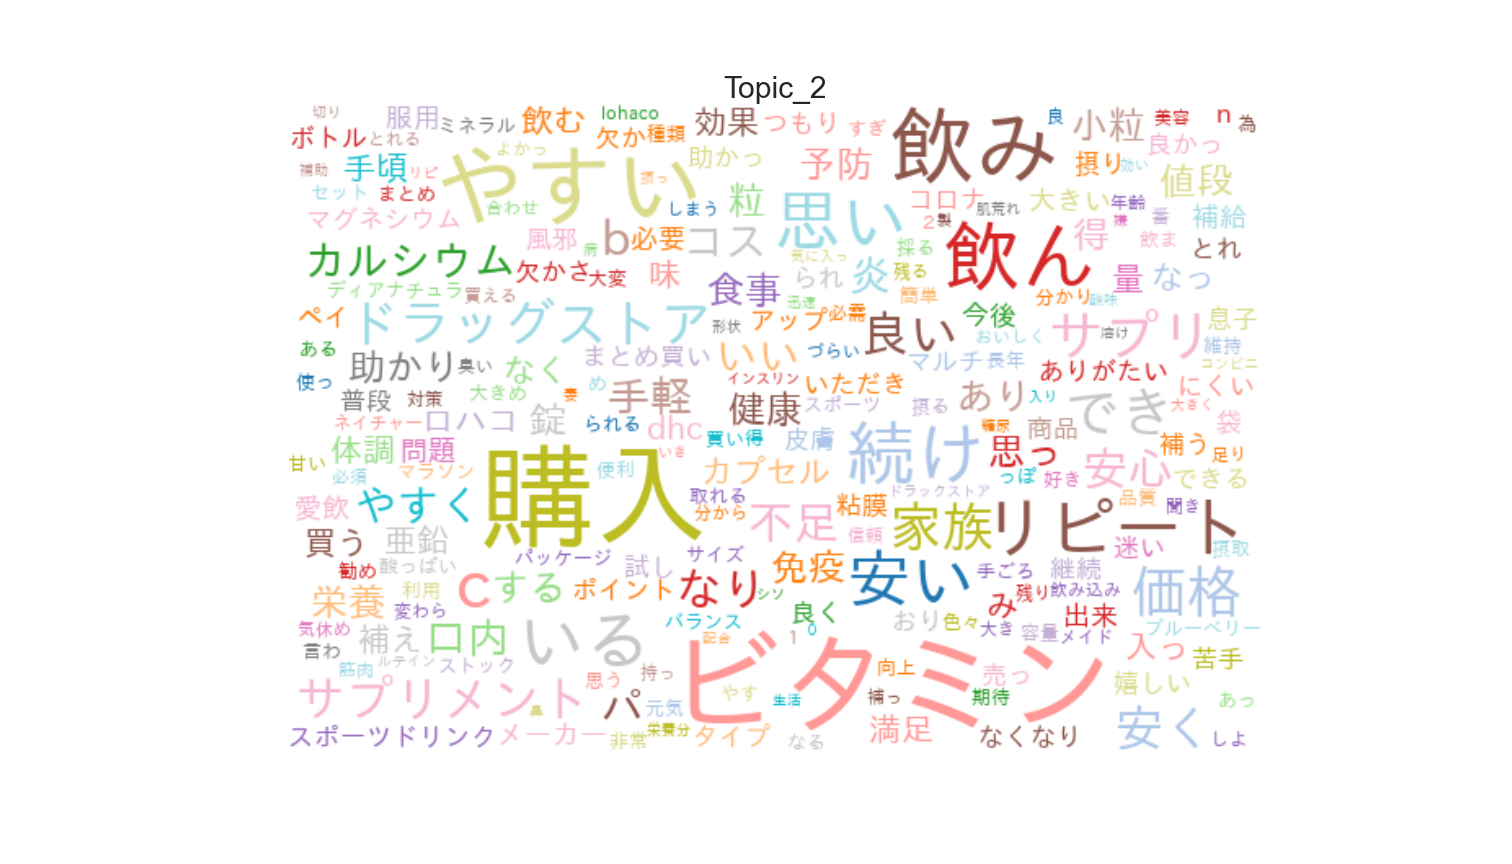 Topic_2
切り
服用
ミネラル
飲む
lohaco
欠か
種類
効果
つもり
すぎ
飲み
良
小粒
美容
n
為
ボトル
とれる
よかっ
助かっ
予防
摂り
効い
良かっ
補助
手頃
リピ
やすい
摂っ
値段
セット
まとめ
合わせ
しまう
粒
思い
コロナ
肌荒れ
大きい
年齢
補給
マグネシウム
風邪
病
b
必要
コス
2
製
飲ん
得
嫌
飲ま
とれ
カルシウム
欠かさ
大変
味
気に入っ
採る
ディアナチュラ
買える
食事
られ
炎
残る
量
なっ
迅速
簡単
分かり
酸味
ペイ
ドラッグストア
形状
アップ
必需
良い
今後
サプリ
溶け
息子
ある
助かり
臭い
なく
まとめ買い
いい
づらい
おいしく
維持
マルチ
長年
ありがたい
コンビニ
使っ
大きめ
妻
め
手軽
インスリン
いただき
にくい
普段
対策
健康
スポーツ
摂る
あり
入り
でき
大きく
ネイチャー
ロハコ
錠
られる
dhc
買い得
皮膚
続け
糖尿
商品
袋
体調
問題
いき
思っ
補う
足り
甘い
必須
マラソン
購入
便利
カプセル
っぽ
好き
安心
できる
愛飲
やすく
取れる
分から
粘膜
ドラックストア
品質
聞き
不足
信頼
家族
リピート
買う
亜鉛
酸っぱい
パッケージ
試し
サイズ
免疫
安い
迷い
摂取
勧め
c
する
ポイント
なり
シソ
手ごろ
継続
価格
栄養
利用
変わら
良く
み
残り
飲み込み
出来
気休め
補え
口内
いる
バランス
配合
1
0
おり
色々
大き
容量
メイド
ブルーベリー
言わ
筋肉
ルテイン
ストック
ビタミン
向上
入っ
苦手
サプリメント
鼻
思う
持っ
パ
元気
やす
生活
補っ
売っ
期待
嬉しい
あっ
スポーツドリンク
メーカー
非常
栄養分
タイプ
なる
満足
なくなり
安く
しよ